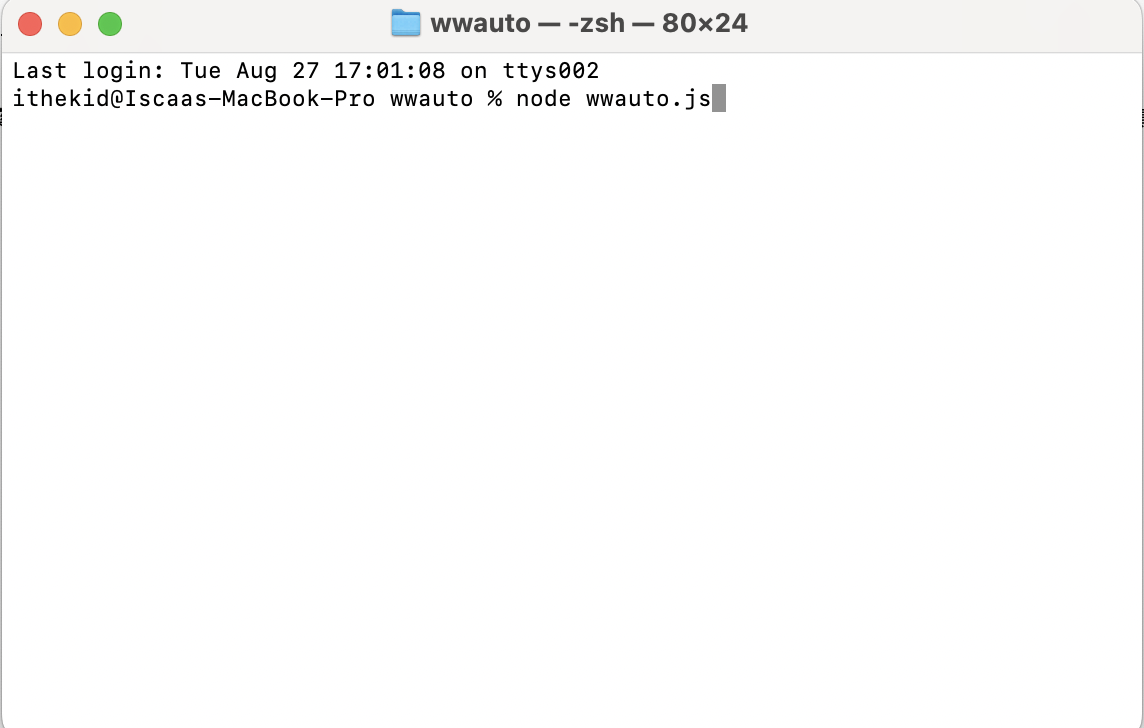 wwauto — -zsh — 80×24
Last login: Tue Aug 27 17:01:08 on ttys002
ithekid@Iscaas-MacBook-Pro wwauto % node wwauto.js